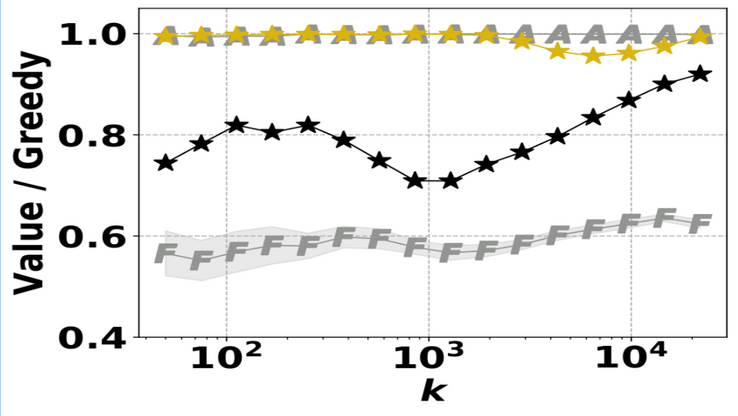 Value / Greedy
1.0
0.8
0.6
0.4
A A A A A A A A A A A A A A A A
F F F F F F F F F F F F F F F F
10²
10³
10⁴
k